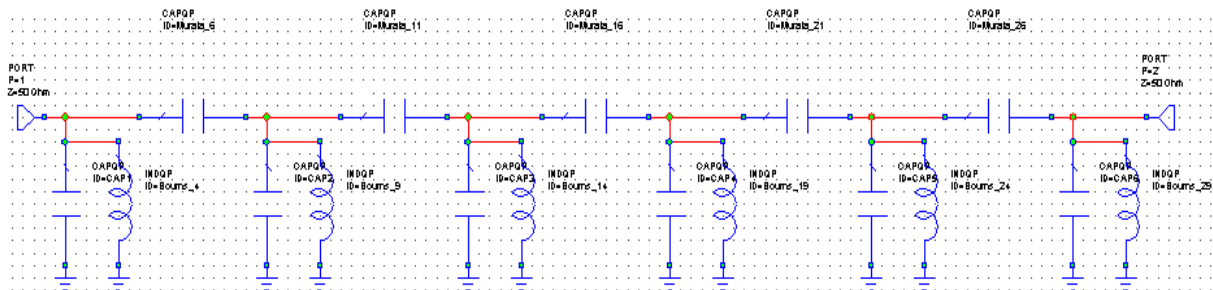 CAPQP
ID=Murata_6
CAPQP
ID=Murata_11
CAPQP
ID=Murata_16
CAPQP
ID=Murata_21
CAPQP
ID=Murata_26
PORT
P=1
Z=50 Ohm
PORT
P=2
Z=50 Ohm
CAPQP
ID=CAP1
INDQP
ID=Bourns_4
CAPQP
ID=CAP2
INDQP
ID=Bourns_9
CAPQP
ID=CAP3
INDQP
ID=Bourns_14
CAPQP
ID=CAP4
INDQP
ID=Bourns_19
CAPQP
ID=CAP5
INDQP
ID=Bourns_24
CAPQP
ID=CAP6
INDQP
ID=Bourns_29